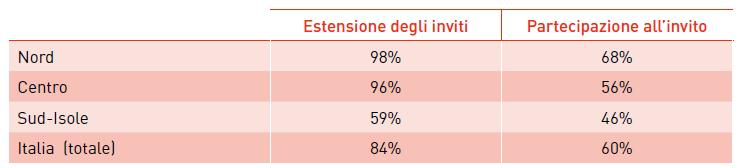 Estensione degli inviti Partecipazione all'invito
Nord 98% 68%
Centro 96% 56%
Sud-Isole 59% 46%
Italia (totale) 84% 60%